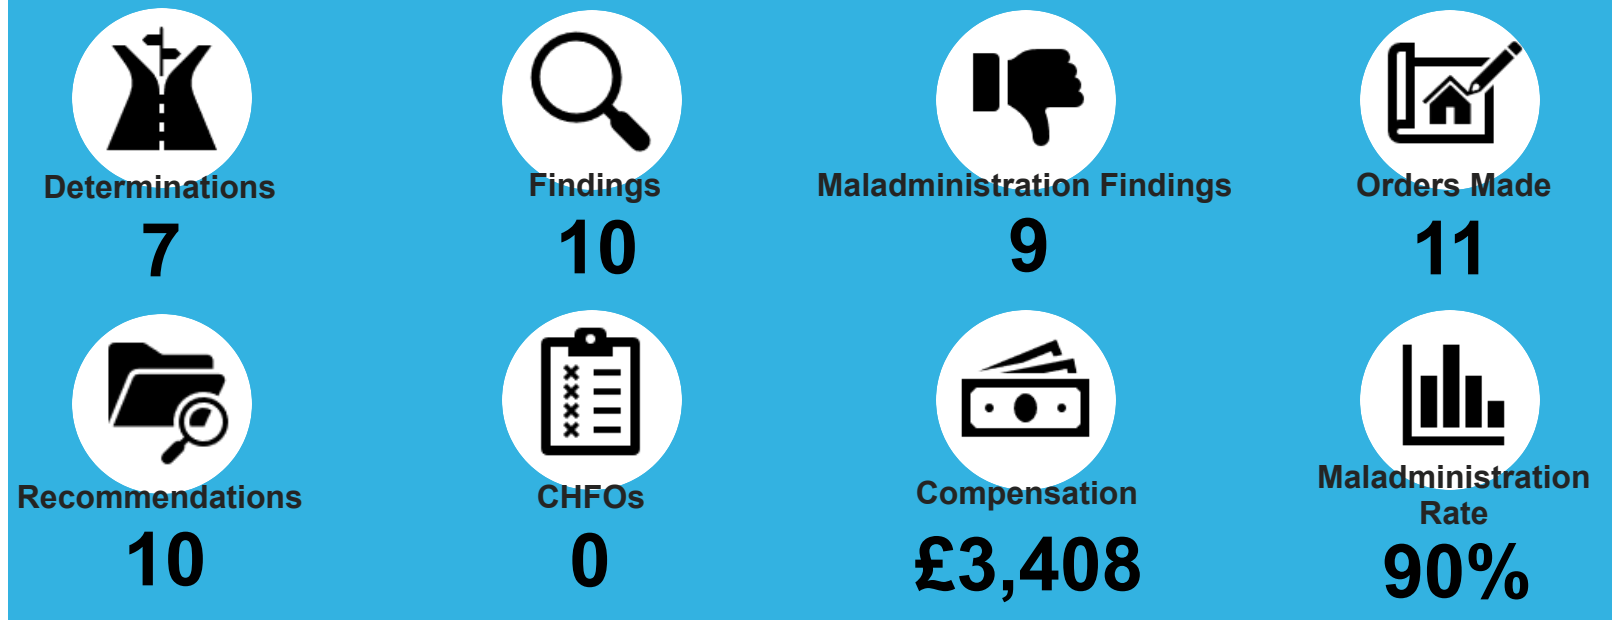 Determinations
7
Findings
10
Maladministration Findings
9
Orders Made
11
Recommendations
10
CHFOs
0
Compensation
£3,408
Maladministration
Rate
90%